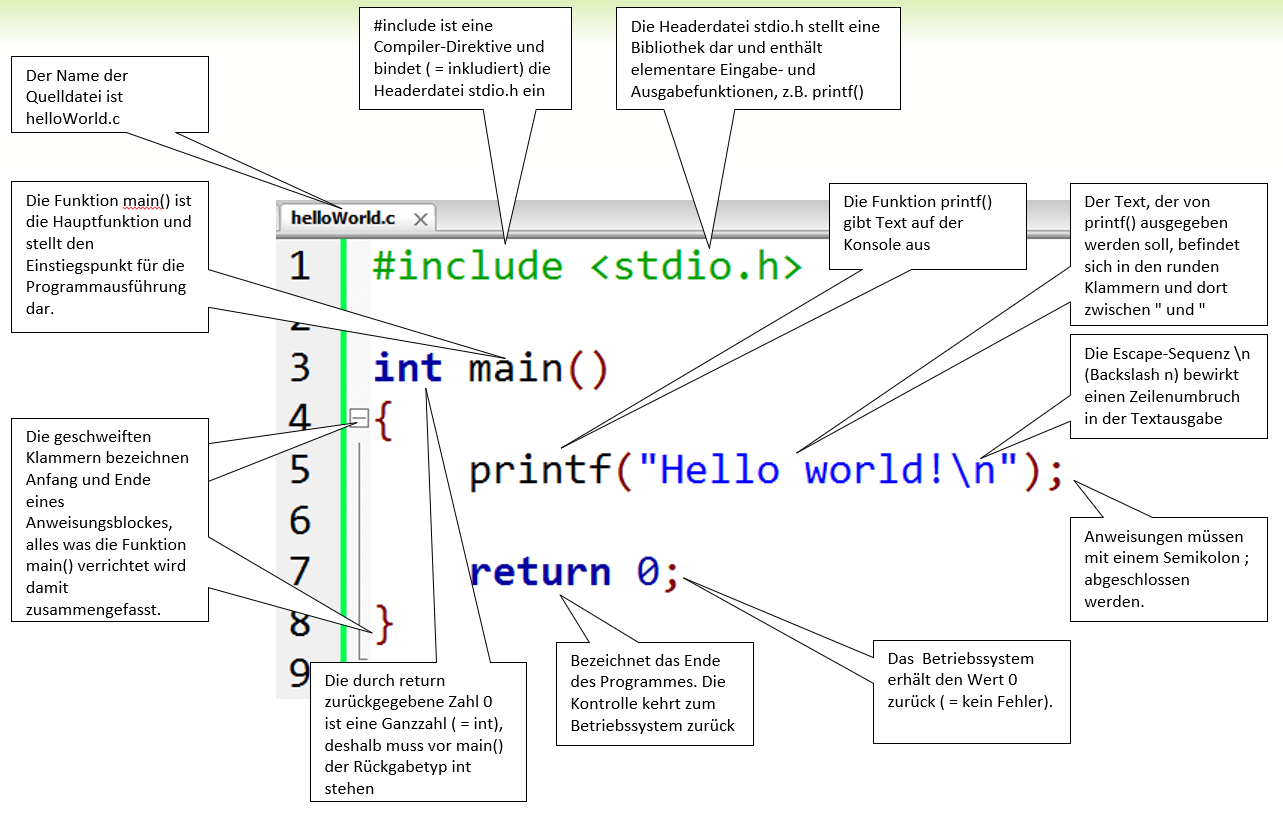 #include ist eine
Compiler-Direktive und
bindet ( = inkludiert) die
Headerdatei stdio.h ein
Die Headerdatei stdio.h stellt eine
Bibliothek dar und enthält
elementare Eingabe- und
Ausgabefunktionen, z.B. printf()
Der Name der
Quelldatei ist
helloWorld.c
Die Funktion main() ist
die Hauptfunktion und
stellt den
Einstiegspunkt für die
Programmausführung
dar.
Die Funktion printf()
gibt Text auf der
Konsole aus
Der Text, der von
printf() ausgegeben
werden soll, befindet
sich in den runden
Klammern und dort
zwischen " und "
Die Escape-Sequenz \n
(Backslash n) bewirkt
einen Zeilenumbruch
in der Textausgabe
helloWorld.c
1 #include <stdio.h>
2
3 int main()
4 {
5 printf("Hello world!\n");
6
7 return 0;
8 }
9
Die geschweiften
Klammern bezeichnen
Anfang und Ende
eines
Anweisungsblockes,
alles was die Funktion
main() verrichtet wird
damit
zusammengefasst.
Anweisungen müssen
mit einem Semikolon ;
abgeschlossen
werden.
Die durch return
zurückgegebene Zahl 0
ist eine Ganzzahl ( = int),
deshalb muss vor main()
der Rückgabetyp int
stehen
Bezeichnet das Ende
des Programmes. Die
Kontrolle kehrt zum
Betriebssystem zurück
Das  Betriebssystem
erhält den Wert 0
zurück ( = kein Fehler).